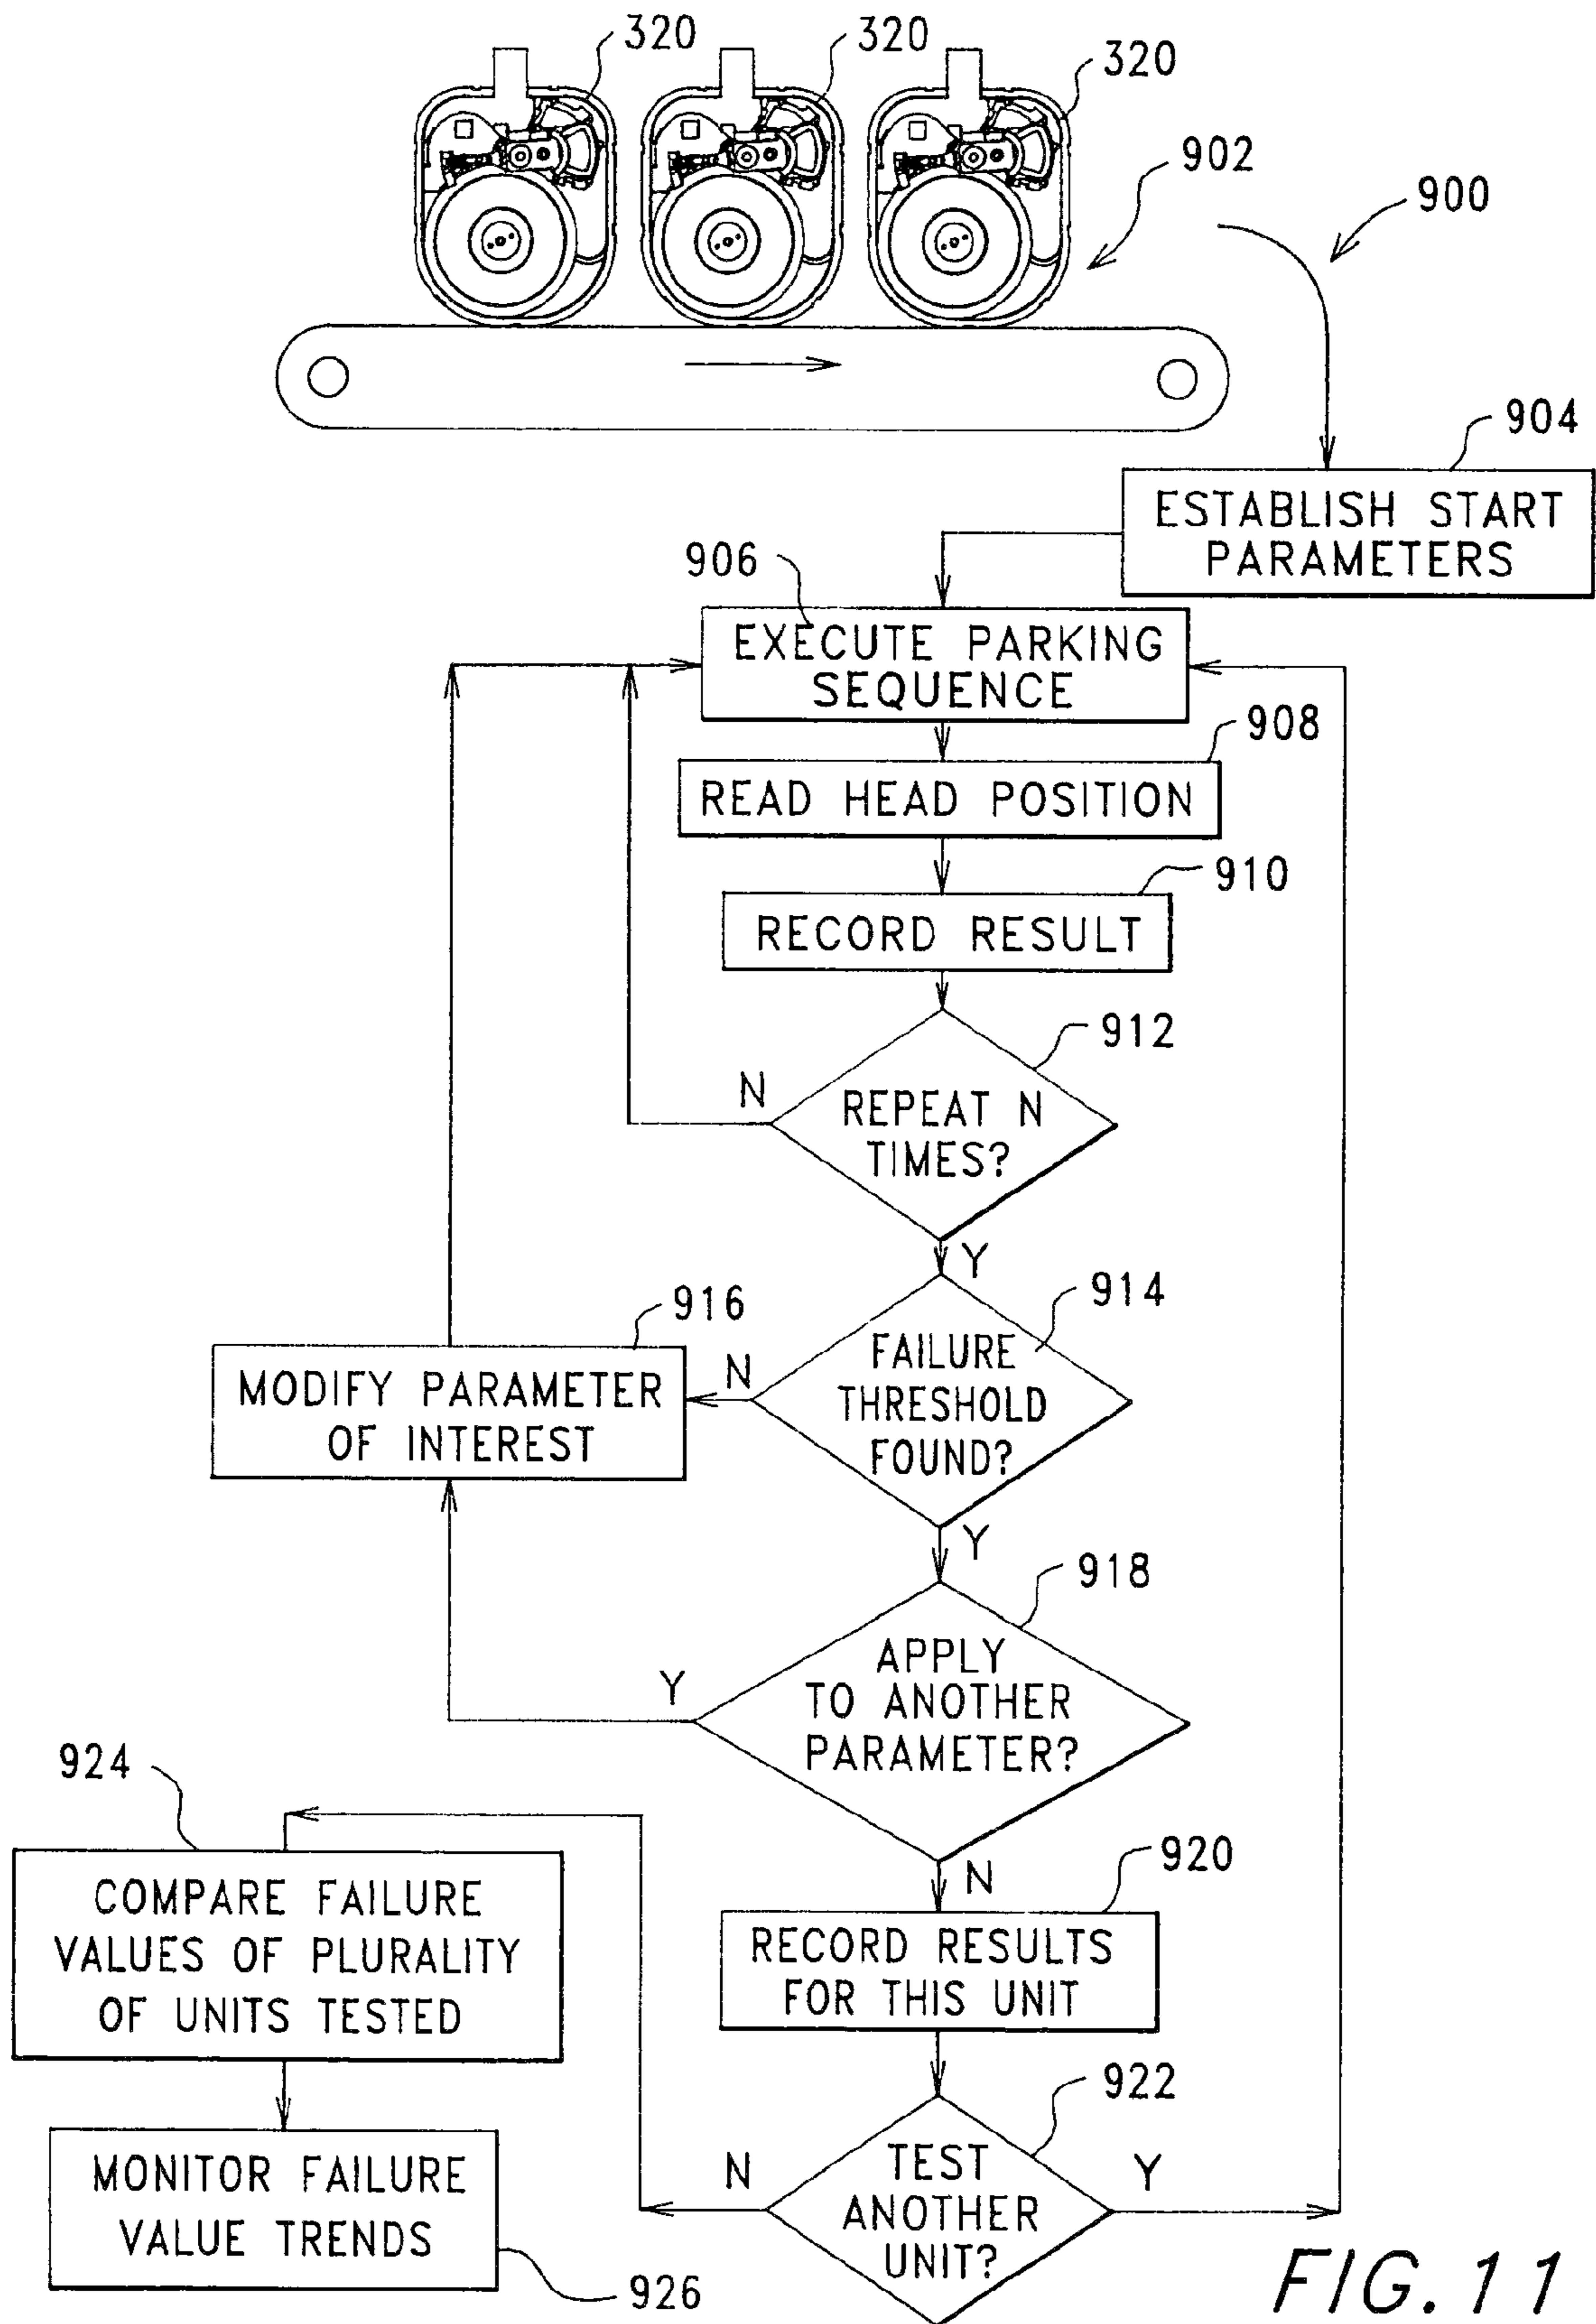 320
320
320
902
900
904
ESTABLISH START
PARAMETERS
906
EXECUTE PARKING
SEQUENCE
908
READ HEAD POSITION
910
RECORD RESULT
912
N
REPEAT N
TIMES?
Y
914
916
FAILURE
THRESHOLD
FOUND?
N
MODIFY PARAMETER
OF INTEREST
Y
918
APPLY
TO ANOTHER
PARAMETER?
Y
924
N
920
COMPARE FAILURE
VALUES OF PLURALITY
OF UNITS TESTED
RECORD RESULTS
FOR THIS UNIT
922
TEST
ANOTHER
UNIT?
N
Y
MONITOR FAILURE
VALUE TRENDS
926
FIG. 11